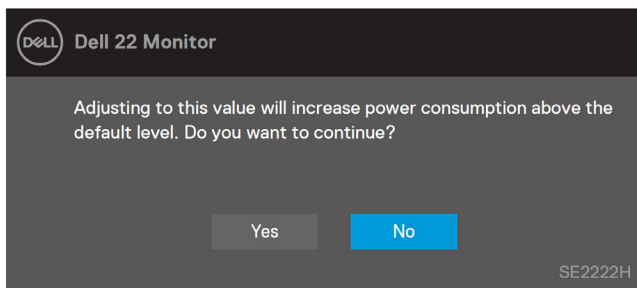 DELL Dell 22 Monitor
Adjusting to this value will increase power consumption above the
default level. Do you want to continue?
Yes No
SE2222H